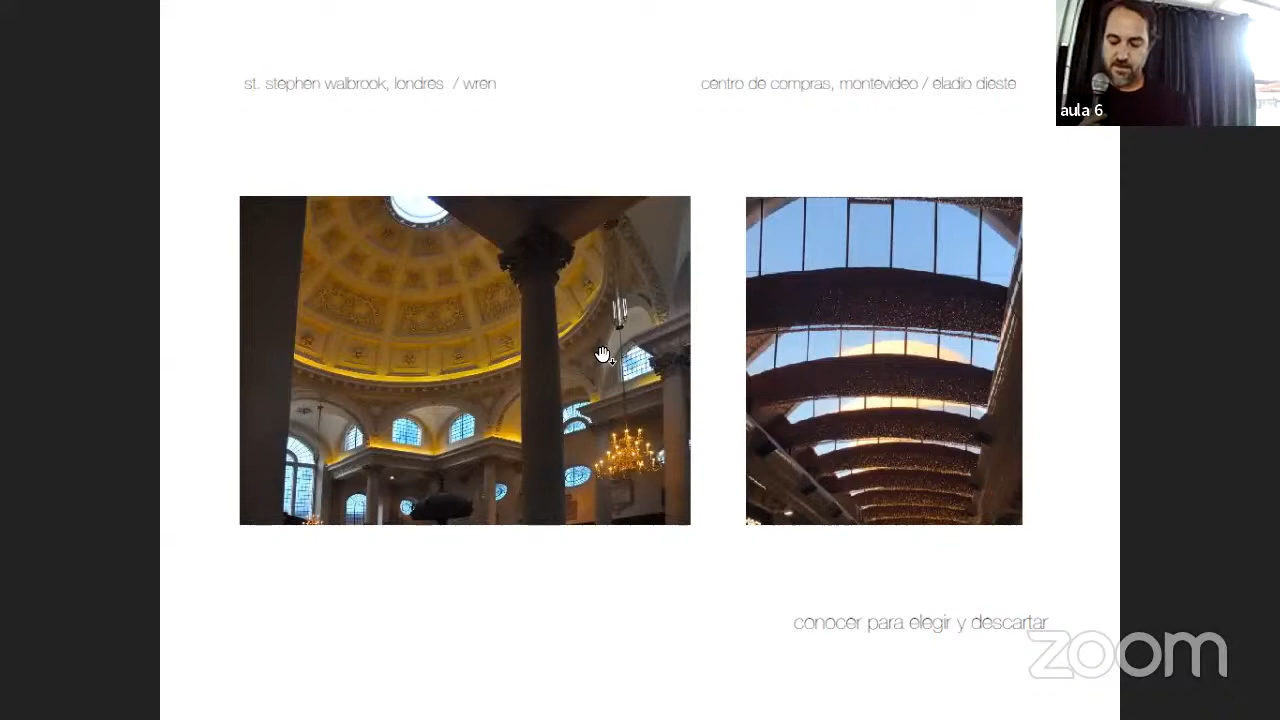 st. stephen walbrook, londres / wren
centro de compras, montevideo / eladio dieste
aula 6
conocer para elegir y descartar
zoom